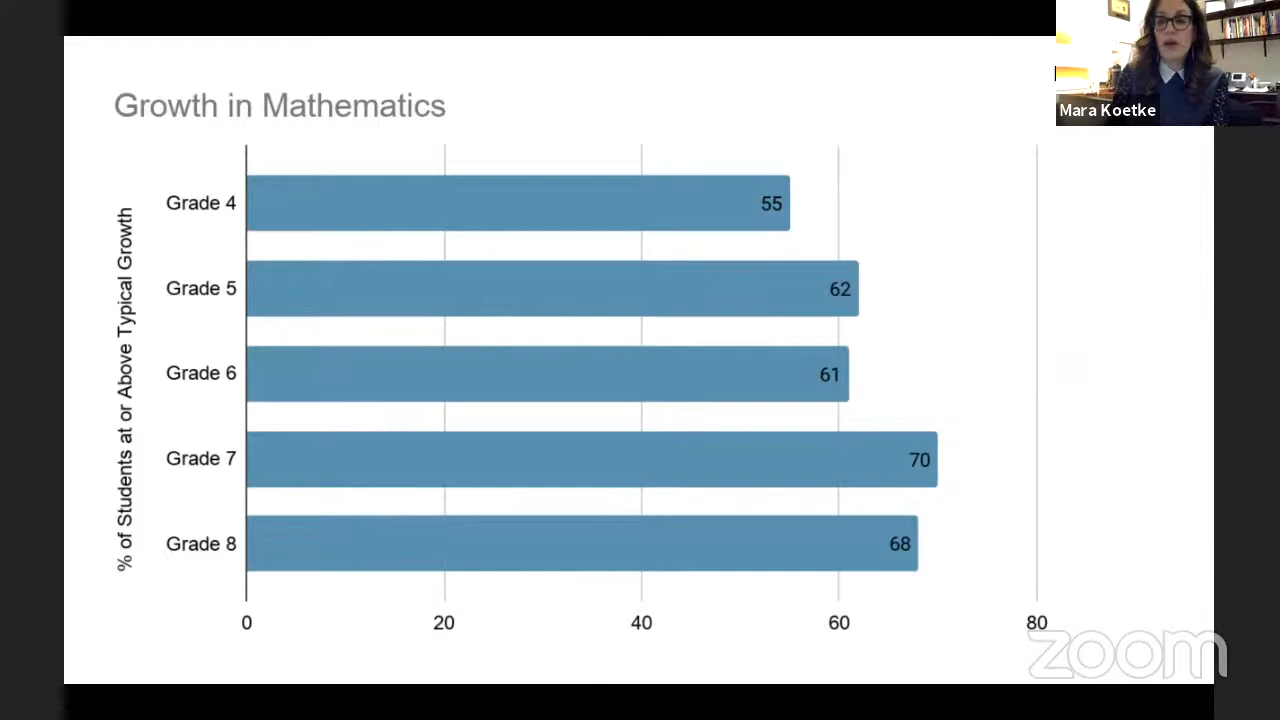 Mara Koetke
Growth in Mathematics
% of Students at or Above Typical Growth
Grade 4
55
Grade 5
62
Grade 6
61
Grade 7
70
Grade 8
68
0
20
40
60
80
zoom